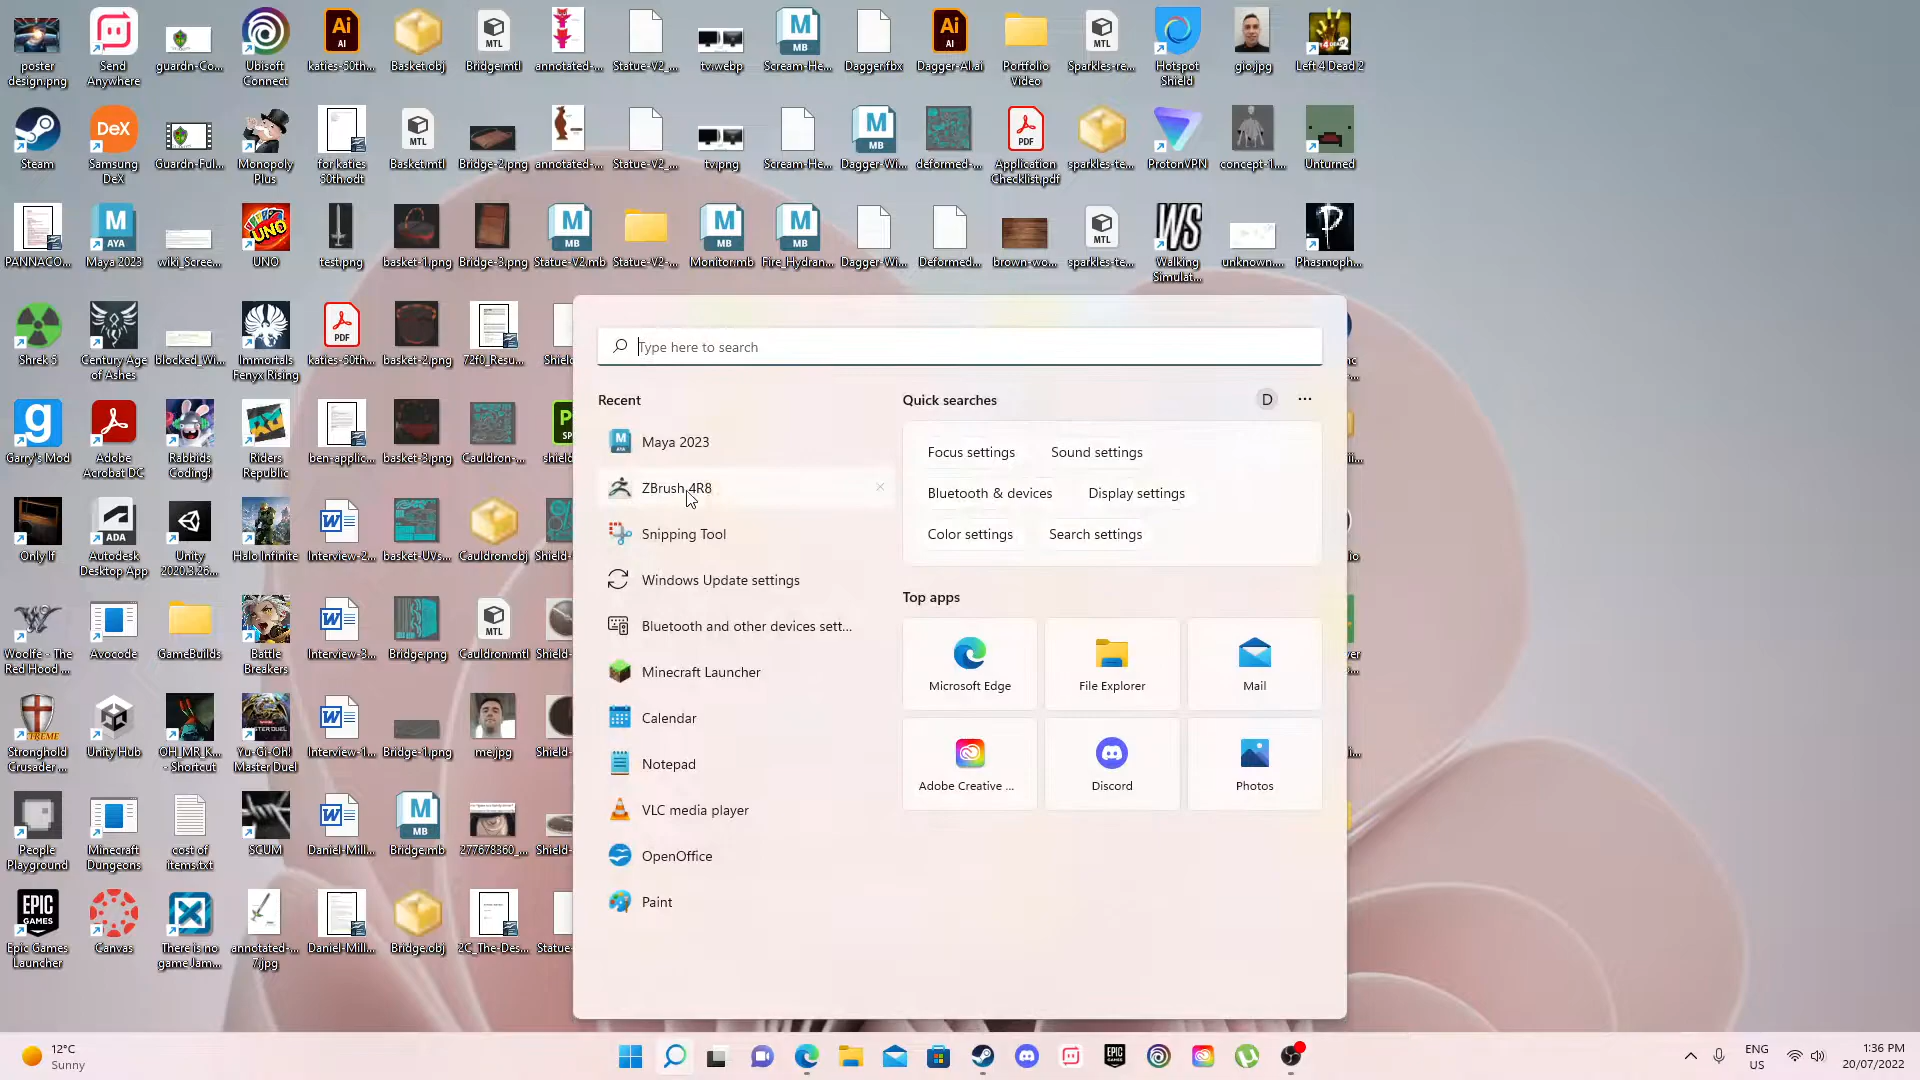 poster design.png
Send Anywhere
guardn-Co...
Ubisoft Connect
katies-50th...
Basket.obj
Bridge.mtl
annotated-...
Statue-V2_...
tv.webp
Scream-He...
Dagger.fbx
Dagger-AI.ai
Portfolio Video
Sparkles-re...
Hotspot Shield
gio.jpg
Left 4 Dead 2
Steam
Samsung DeX
Guardn-Ful...
Monopoly Plus
for katies 50th.odt
Basket.mtl
Bridge-2.png
annotated-...
Statue-V2_...
tv.png
Scream-He...
Dagger-Wi...
deformed-...
Application Checklist.pdf
sparkles-te...
ProtonVPN
concept-1....
Unturned
PANNACO...
Maya 2023
wiki_Scree...
UNO
test.png
basket-1.png
Bridge-3.png
Statue-V2.mb
Statue-V2-...
Monitor.mb
Fire_Hydran...
Dagger-Wi...
Deformed...
brown-wo...
sparkles-te...
Walking Simulat...
unknown....
Phasmoph...
Shrek 5
Century Age of Ashes
blocked_Wi...
Immortals Fenyx Rising
katies-50th...
basket-2.png
72f0_Resu...
Type here to search
Garry's Mod
Adobe Acrobat DC
Rabbids Coding!
Riders Republic
ben-applic...
basket-3.png
Cauldron-...
Only If
Autodesk Desktop App
Unity 2020.3.26...
Halo Infinite
Interview-2...
basket-UVs...
Cauldron.obj
Woolfe - The Red Hood ...
Avocode
GameBuilds
Battle Breakers
Interview-3...
Bridge.png
Cauldron.mtl
Stronghold Crusader ...
Unity Hub
OH_MR_K... - Shortcut
Yu-Gi-Oh! Master Duel
Interview-1...
Bridge-1.png
me.jpg
People Playground
Minecraft Dungeons
cost of items.txt
SCUM
Daniel-Mill...
Bridge.mb
277678360_...
Epic Games Launcher
Canvas
There is no game Jam...
annotated-...7.jpg
Daniel-Mill...
Bridge.obj
2C_The-Des...
Statue-
Recent
Maya 2023
ZBrush 4R8
Snipping Tool
Windows Update settings
Bluetooth and other devices sett...
Minecraft Launcher
Calendar
Notepad
VLC media player
OpenOffice
Paint
Quick searches
D
Focus settings
Sound settings
Bluetooth & devices
Display settings
Color settings
Search settings
Top apps
Microsoft Edge
File Explorer
Mail
Adobe Creative ...
Discord
Photos
12°C
Sunny
ENG
US
1:36 PM
20/07/2022